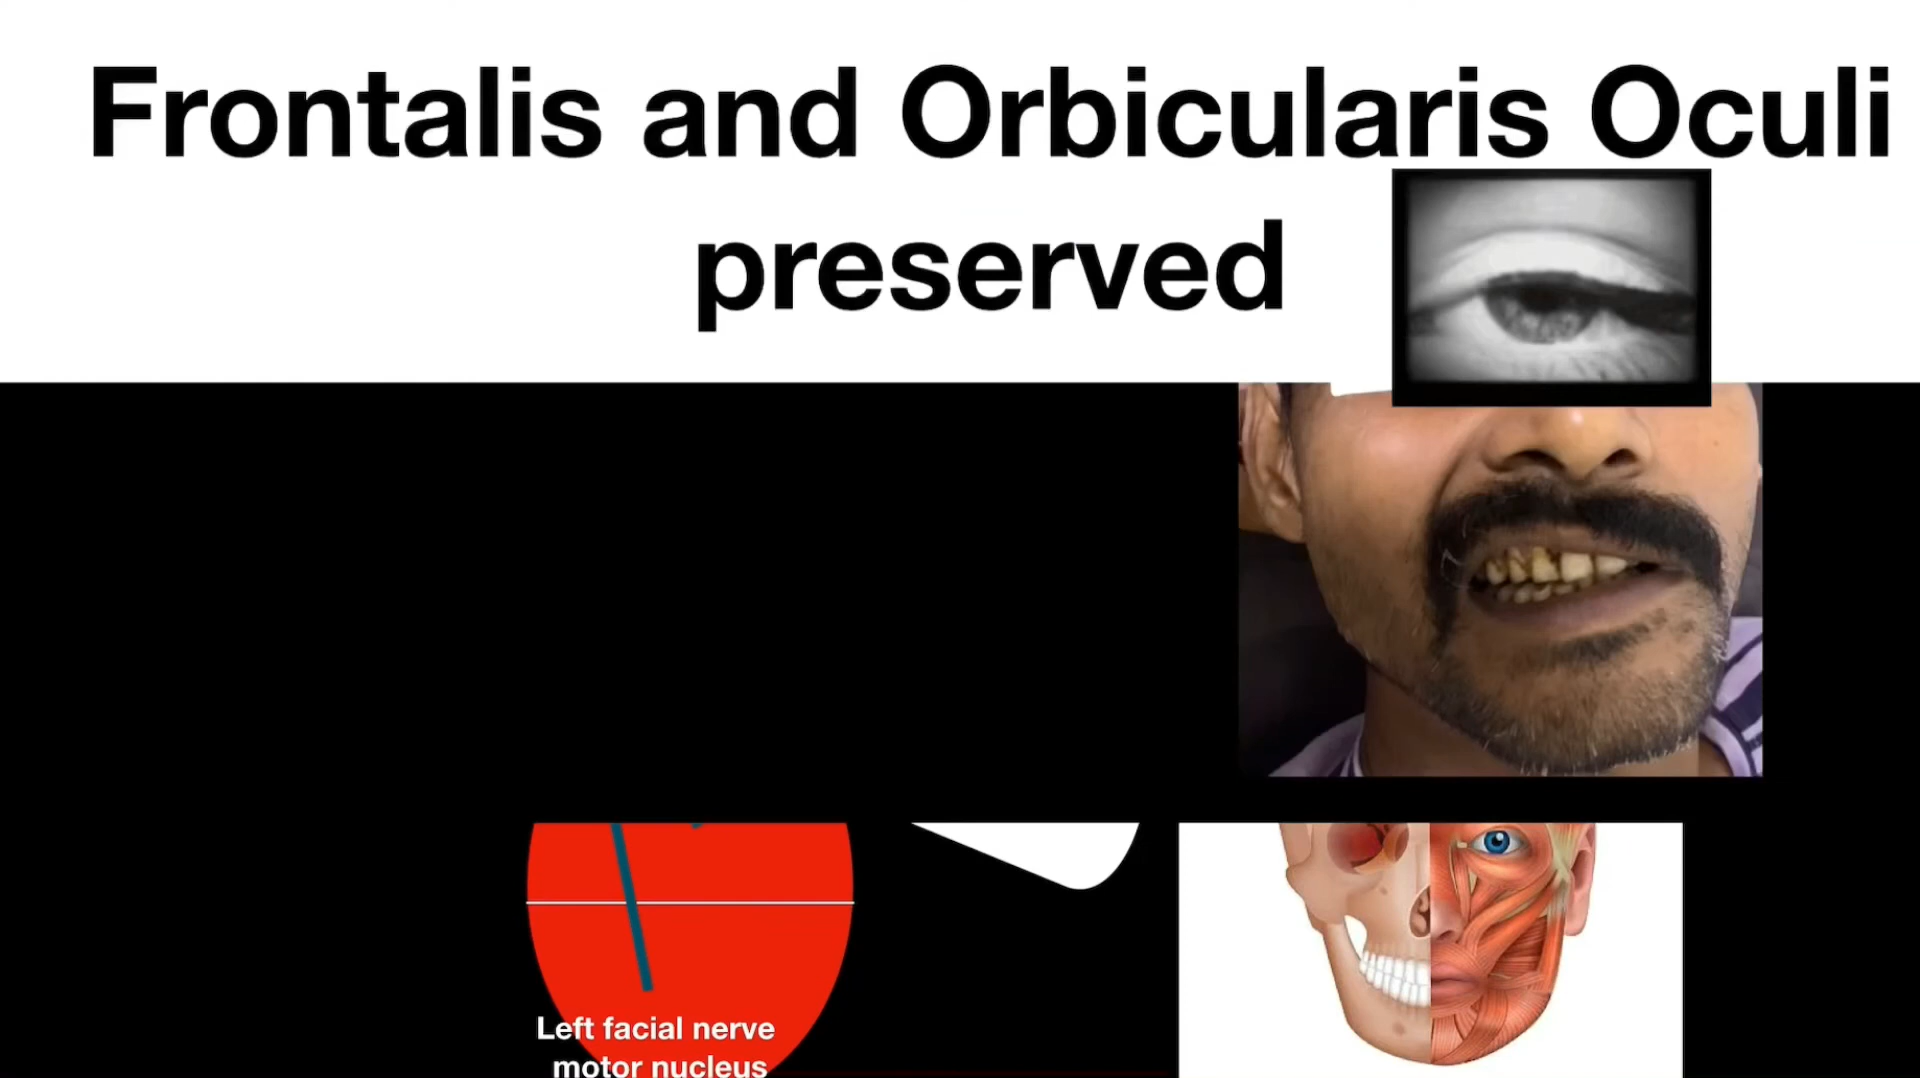 Frontalis and Orbicularis Oculi
preserved
Left facial nerve
motor nucleus